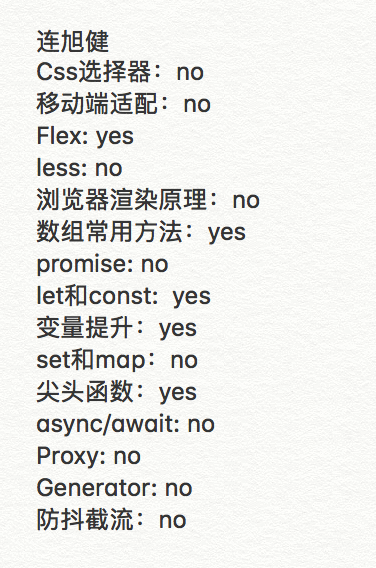 连旭健
Css选择器：no
移动端适配：no
Flex: yes
less: no
浏览器渲染原理：no
数组常用方法：yes
promise: no
let和const:  yes
变量提升：yes
set和map：no
尖头函数：yes
async/await: no
Proxy: no
Generator: no
防抖截流：no